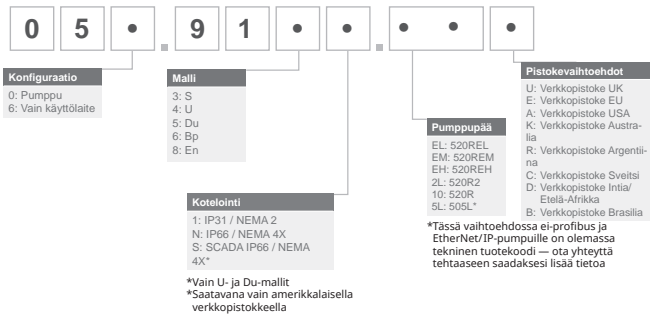 0 5 • . 9 1 • • . • • •
Konfiguraatio
0: Pumppu
6: Vain käyttölaite
Malli
3: S
4: U
5: Du
6: Bp
8: En
Kotelointi
1: IP31 / NEMA 2
N: IP66 / NEMA 4X
S: SCADA IP66 / NEMA
4X*
*Vain U- ja Du-mallit
*Saatavana vain amerikkalaisella
verkkopistokkeella
Pumppupää
EL: 520REL
EM: 520REM
EH: 520REH
2L: 520R2
10: 520R
5L: 505L*
*Tässä vaihtoehdossa ei-profibus ja
EtherNet/IP-pumpuille on olemassa
tekninen tuotekoodi — ota yhteyttä
tehtaaseen saadaksesi lisää tietoa
Pistokevaihtoehdot
U: Verkkopistoke UK
E: Verkkopistoke EU
A: Verkkopistoke USA
K: Verkkopistoke Austra-
lia
R: Verkkopistoke Argentii-
na
C: Verkkopistoke Sveitsi
D: Verkkopistoke Intia/
Etelä-Afrikka
B: Verkkopistoke Brasilia